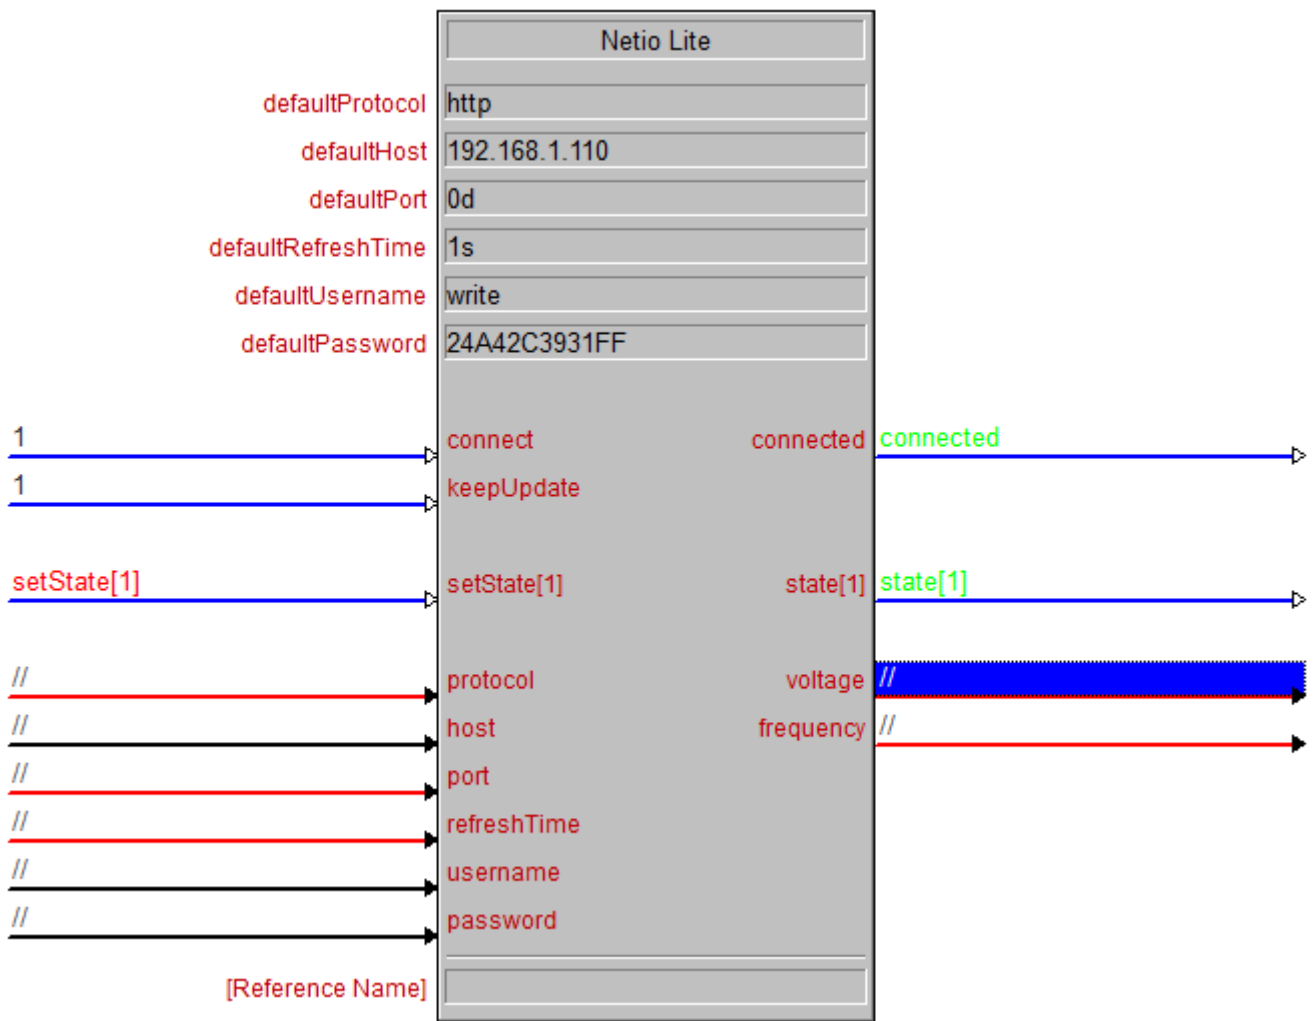 Netio Lite
defaultProtocol http
defaultHost 192.168.1.110
defaultPort 0d
defaultRefreshTime 1s
defaultUsername write
defaultPassword 24A42C3931FF
1 connect connected connected
1 keepUpdate
setState[1] setState[1] state[1] state[1]
// protocol voltage //
// host frequency //
// port
// refreshTime
// username
// password
[Reference Name]